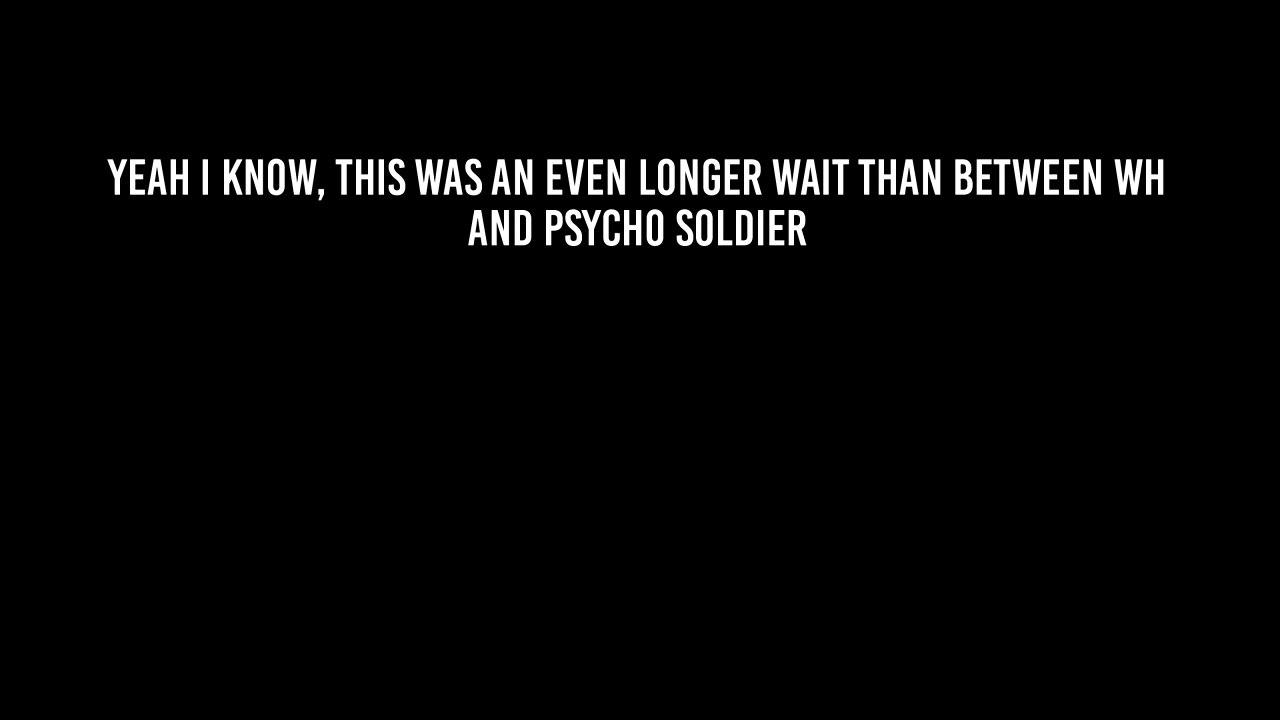 YEAH I KNOW, THIS WAS AN EVEN LONGER WAIT THAN BETWEEN WH
AND PSYCHO SOLDIER